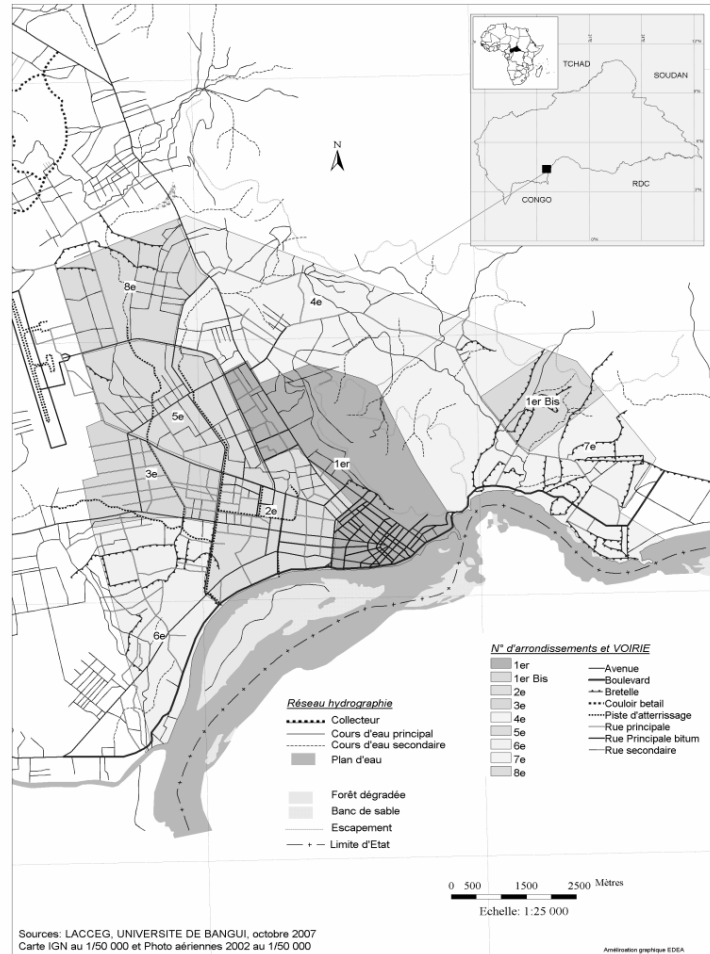 TCHAD
SOUDAN
RDC
CONGO
N
8e
4e
5e
1er Bis
7e
3e
1er
2e
6e
Réseau hydrographie
Collecteur
Cours d'eau principal
Cours d'eau secondaire
Plan d'eau
Forêt dégradée
Banc de sable
Escapement
Limite d'Etat
N° d'arrondissements et VOIRIE
1er
1er Bis
2e
3e
4e
5e
6e
7e
8e
Avenue
Boulevard
Bretelle
Couloir betail
Piste d'atterrissage
Rue principale
Rue Principale bitum
Rue secondaire
0 500 1500 2500 Mètres
Echelle: 1:25 000
Sources: LACCEG, UNIVERSITE DE BANGUI, octobre 2007
Carte IGN au 1/50 000 et Photo aériennes 2002 au 1/50 000
Amélioration graphique EDEA